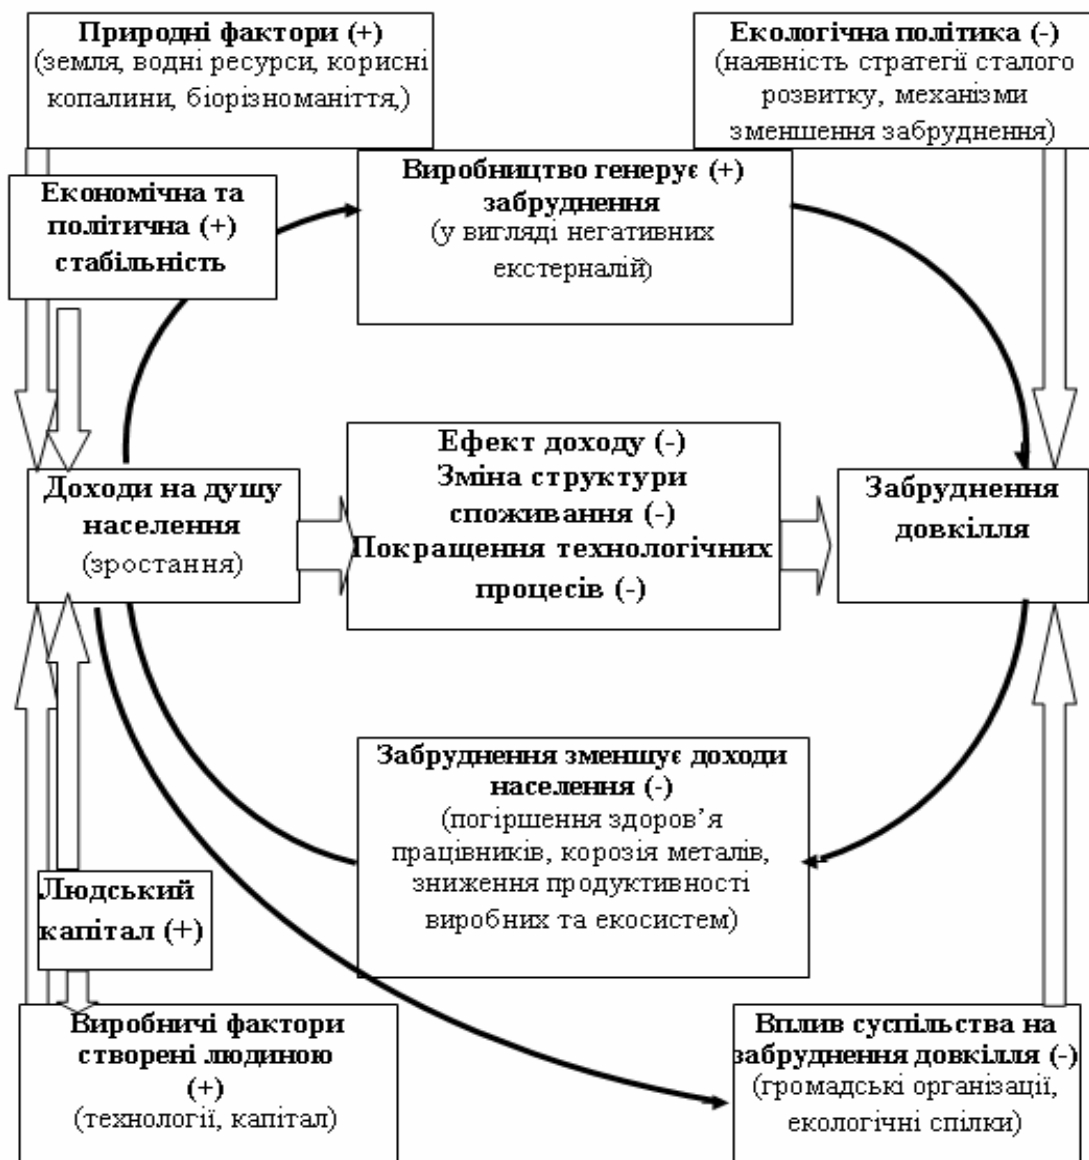 Природні фактори (+)
(земля, водні ресурси, корисні
копалини, біорізноманіття,)
Екологічна політика (-)
(наявність стратегії сталого
розвитку, механізми
зменшення забруднення)
Економічна та
політична (+)
стабільність
Виробництво генерує (+)
забруднення
(у вигляді негативних
екстерналій)
Доходи на душу
населення
(зростання)
Ефект доходу (-)
Зміна структури
споживання (-)
Покращення технологічних
процесів (-)
Забруднення
довкілля
Забруднення зменшує доходи
населення (-)
(погіршення здоров’я
працівників, корозія металів,
зниження продуктивності
виробних та екосистем)
Людський
капітал (+)
Виробничі фактори
створені людиною
(+)
(технології, капітал)
Вплив суспільства на
забруднення довкілля (-)
(громадські організації,
екологічні спілки)